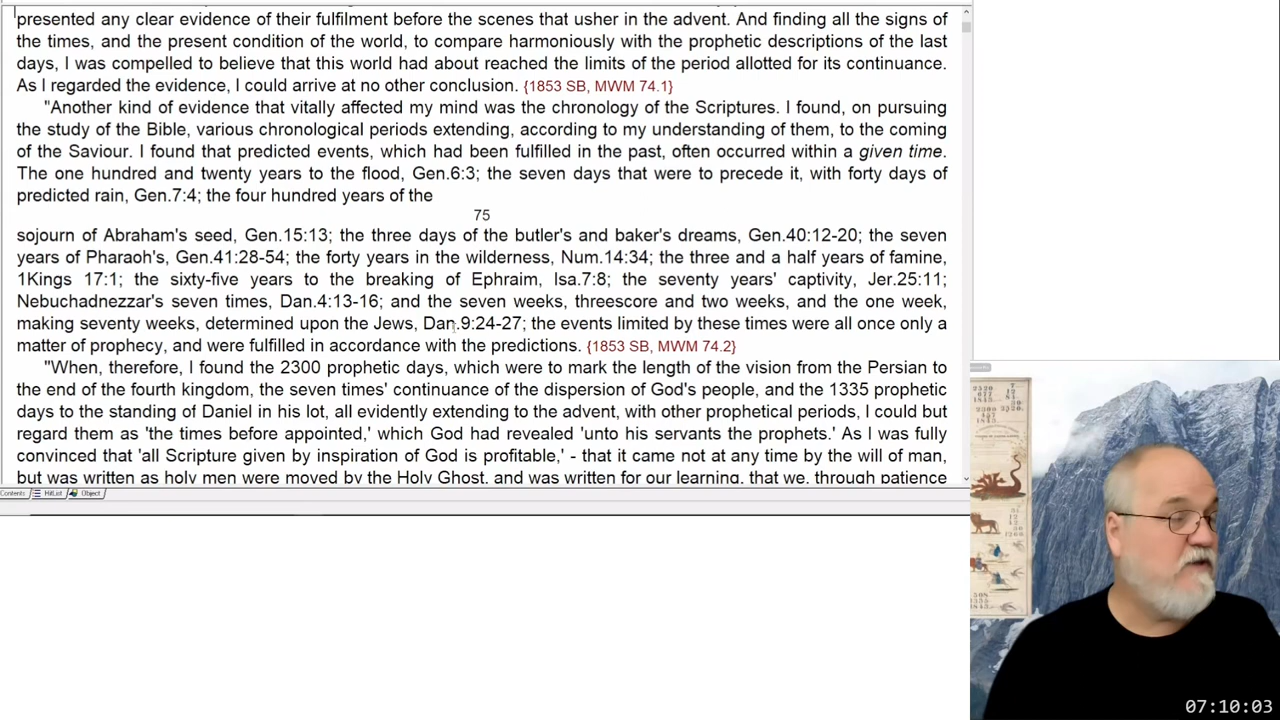 presented any clear evidence of their fulfilment before the scenes that usher in the advent. And finding all the signs of
the times, and the present condition of the world, to compare harmoniously with the prophetic descriptions of the last
days, I was compelled to believe that this world had about reached the limits of the period allotted for its continuance.
As I regarded the evidence, I could arrive at no other conclusion. {1853 SB, MWM 74.1}
"Another kind of evidence that vitally affected my mind was the chronology of the Scriptures. I found, on pursuing
the study of the Bible, various chronological periods extending, according to my understanding of them, to the coming
of the Saviour. I found that predicted events, which had been fulfilled in the past, often occurred within a given time.
The one hundred and twenty years to the flood, Gen.6:3; the seven days that were to precede it, with forty days of
predicted rain, Gen.7:4; the four hundred years of the
75
sojourn of Abraham's seed, Gen.15:13; the three days of the butler's and baker's dreams, Gen.40:12-20; the seven
years of Pharaoh's, Gen.41:28-54; the forty years in the wilderness, Num.14:34; the three and a half years of famine,
1Kings 17:1; the sixty-five years to the breaking of Ephraim, Isa.7:8; the seventy years' captivity, Jer.25:11;
Nebuchadnezzar's seven times, Dan.4:13-16; and the seven weeks, threescore and two weeks, and the one week,
making seventy weeks, determined upon the Jews, Dan.9:24-27; the events limited by these times were all once only a
matter of prophecy, and were fulfilled in accordance with the predictions. {1853 SB, MWM 74.2}
"When, therefore, I found the 2300 prophetic days, which were to mark the length of the vision from the Persian to
the end of the fourth kingdom, the seven times' continuance of the dispersion of God's people, and the 1335 prophetic
days to the standing of Daniel in his lot, all evidently extending to the advent, with other prophetical periods, I could but
regard them as 'the times before appointed,' which God had revealed 'unto his servants the prophets.' As I was fully
convinced that 'all Scripture given by inspiration of God is profitable,' - that it came not at any time by the will of man,
but was written as holy men were moved by the Holy Ghost, and was written for our learning, that we, through patience
Contents HitList Object
2520
1843
2300
457
1843
508
1335
1843
07:10:03